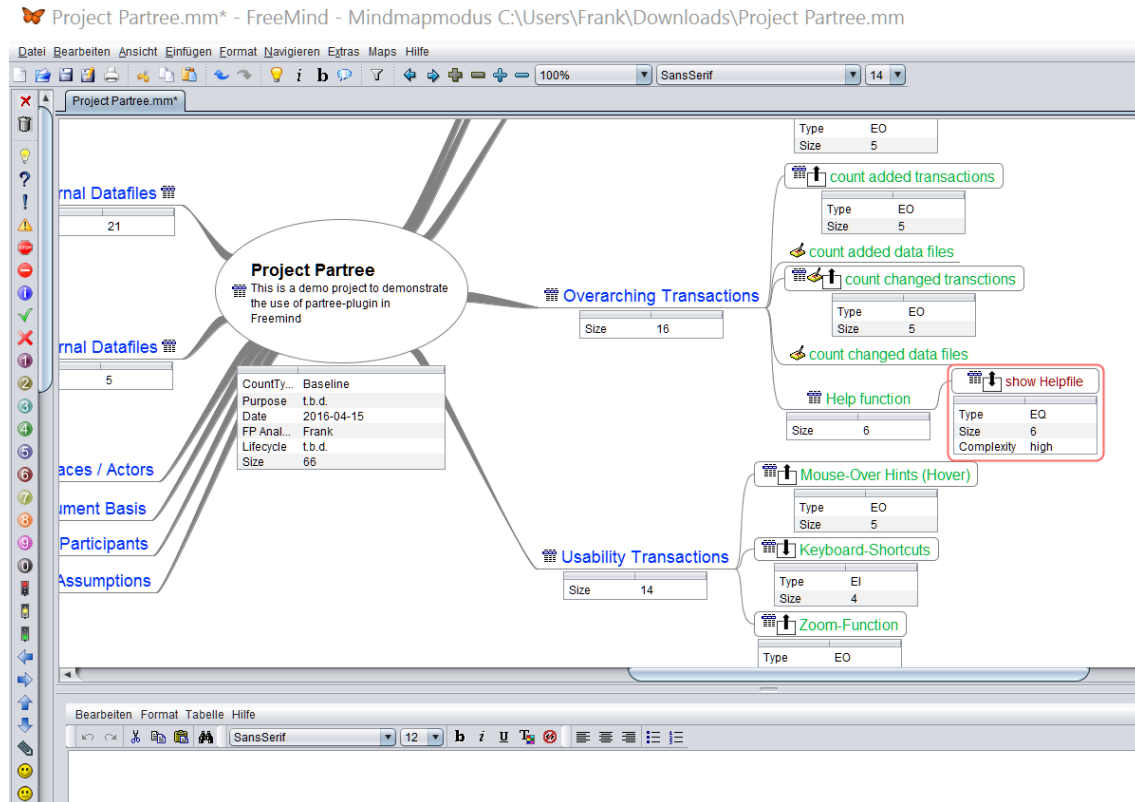 Project Partree.mm* - FreeMind - Mindmapmodus C:\Users\Frank\Downloads\Project Partree.mm
Datei Bearbeiten Ansicht Einfügen Format Navigieren Extras Maps Hilfe
100% SansSerif 14
Project Partree.mm*
Type EO
Size 5
count added transactions
Type EO
Size 5
count added data files
count changed transctions
Type EO
Size 5
count changed data files
Help function
Size 6
show Helpfile
Type EQ
Size 6
Complexity high
Overarching Transactions
Size 16
rnal Datafiles
21
Project Partree
This is a demo project to demonstrate
the use of partree-plugin in
Freemind
CountTy... Baseline
Purpose t.b.d.
Date 2016-04-15
FP Anal... Frank
Lifecycle t.b.d.
Size 66
rnal Datafiles
5
aces / Actors
ument Basis
Participants
Assumptions
Usability Transactions
Size 14
Mouse-Over Hints (Hover)
Type EO
Size 5
Keyboard-Shortcuts
Type EI
Size 4
Zoom-Function
Type EO
Bearbeiten Format Tabelle Hilfe
SansSerif 12